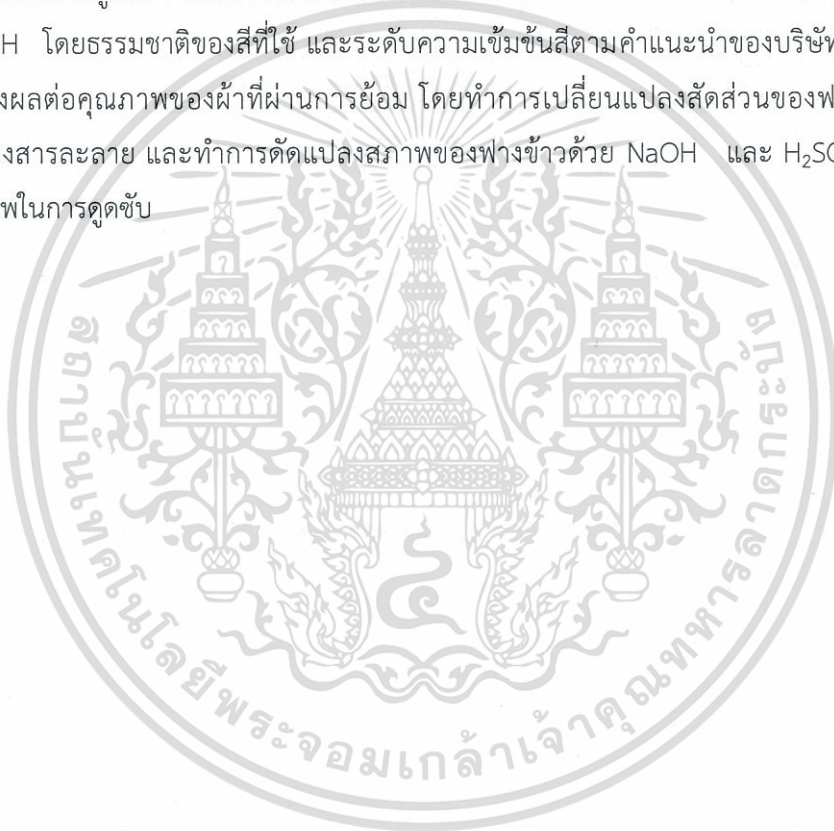 H โดยธรรมชาติของสีที่ใช้ และระดับความเข้มข้นสีตามคำแนะนำของบริษัท
งผลต่อคุณภาพของผ้าที่ผ่านการย้อม โดยทำการเปลี่ยนแปลงสัดส่วนของฟ
งสารละลาย และทำการดัดแปลงสภาพของฟางข้าวด้วย NaOH และ H₂SO
พในการดูดซับ
สถาบันเทคโนโลยีพระจอมเกล้าเจ้าคุณทหารลาดกระบัง